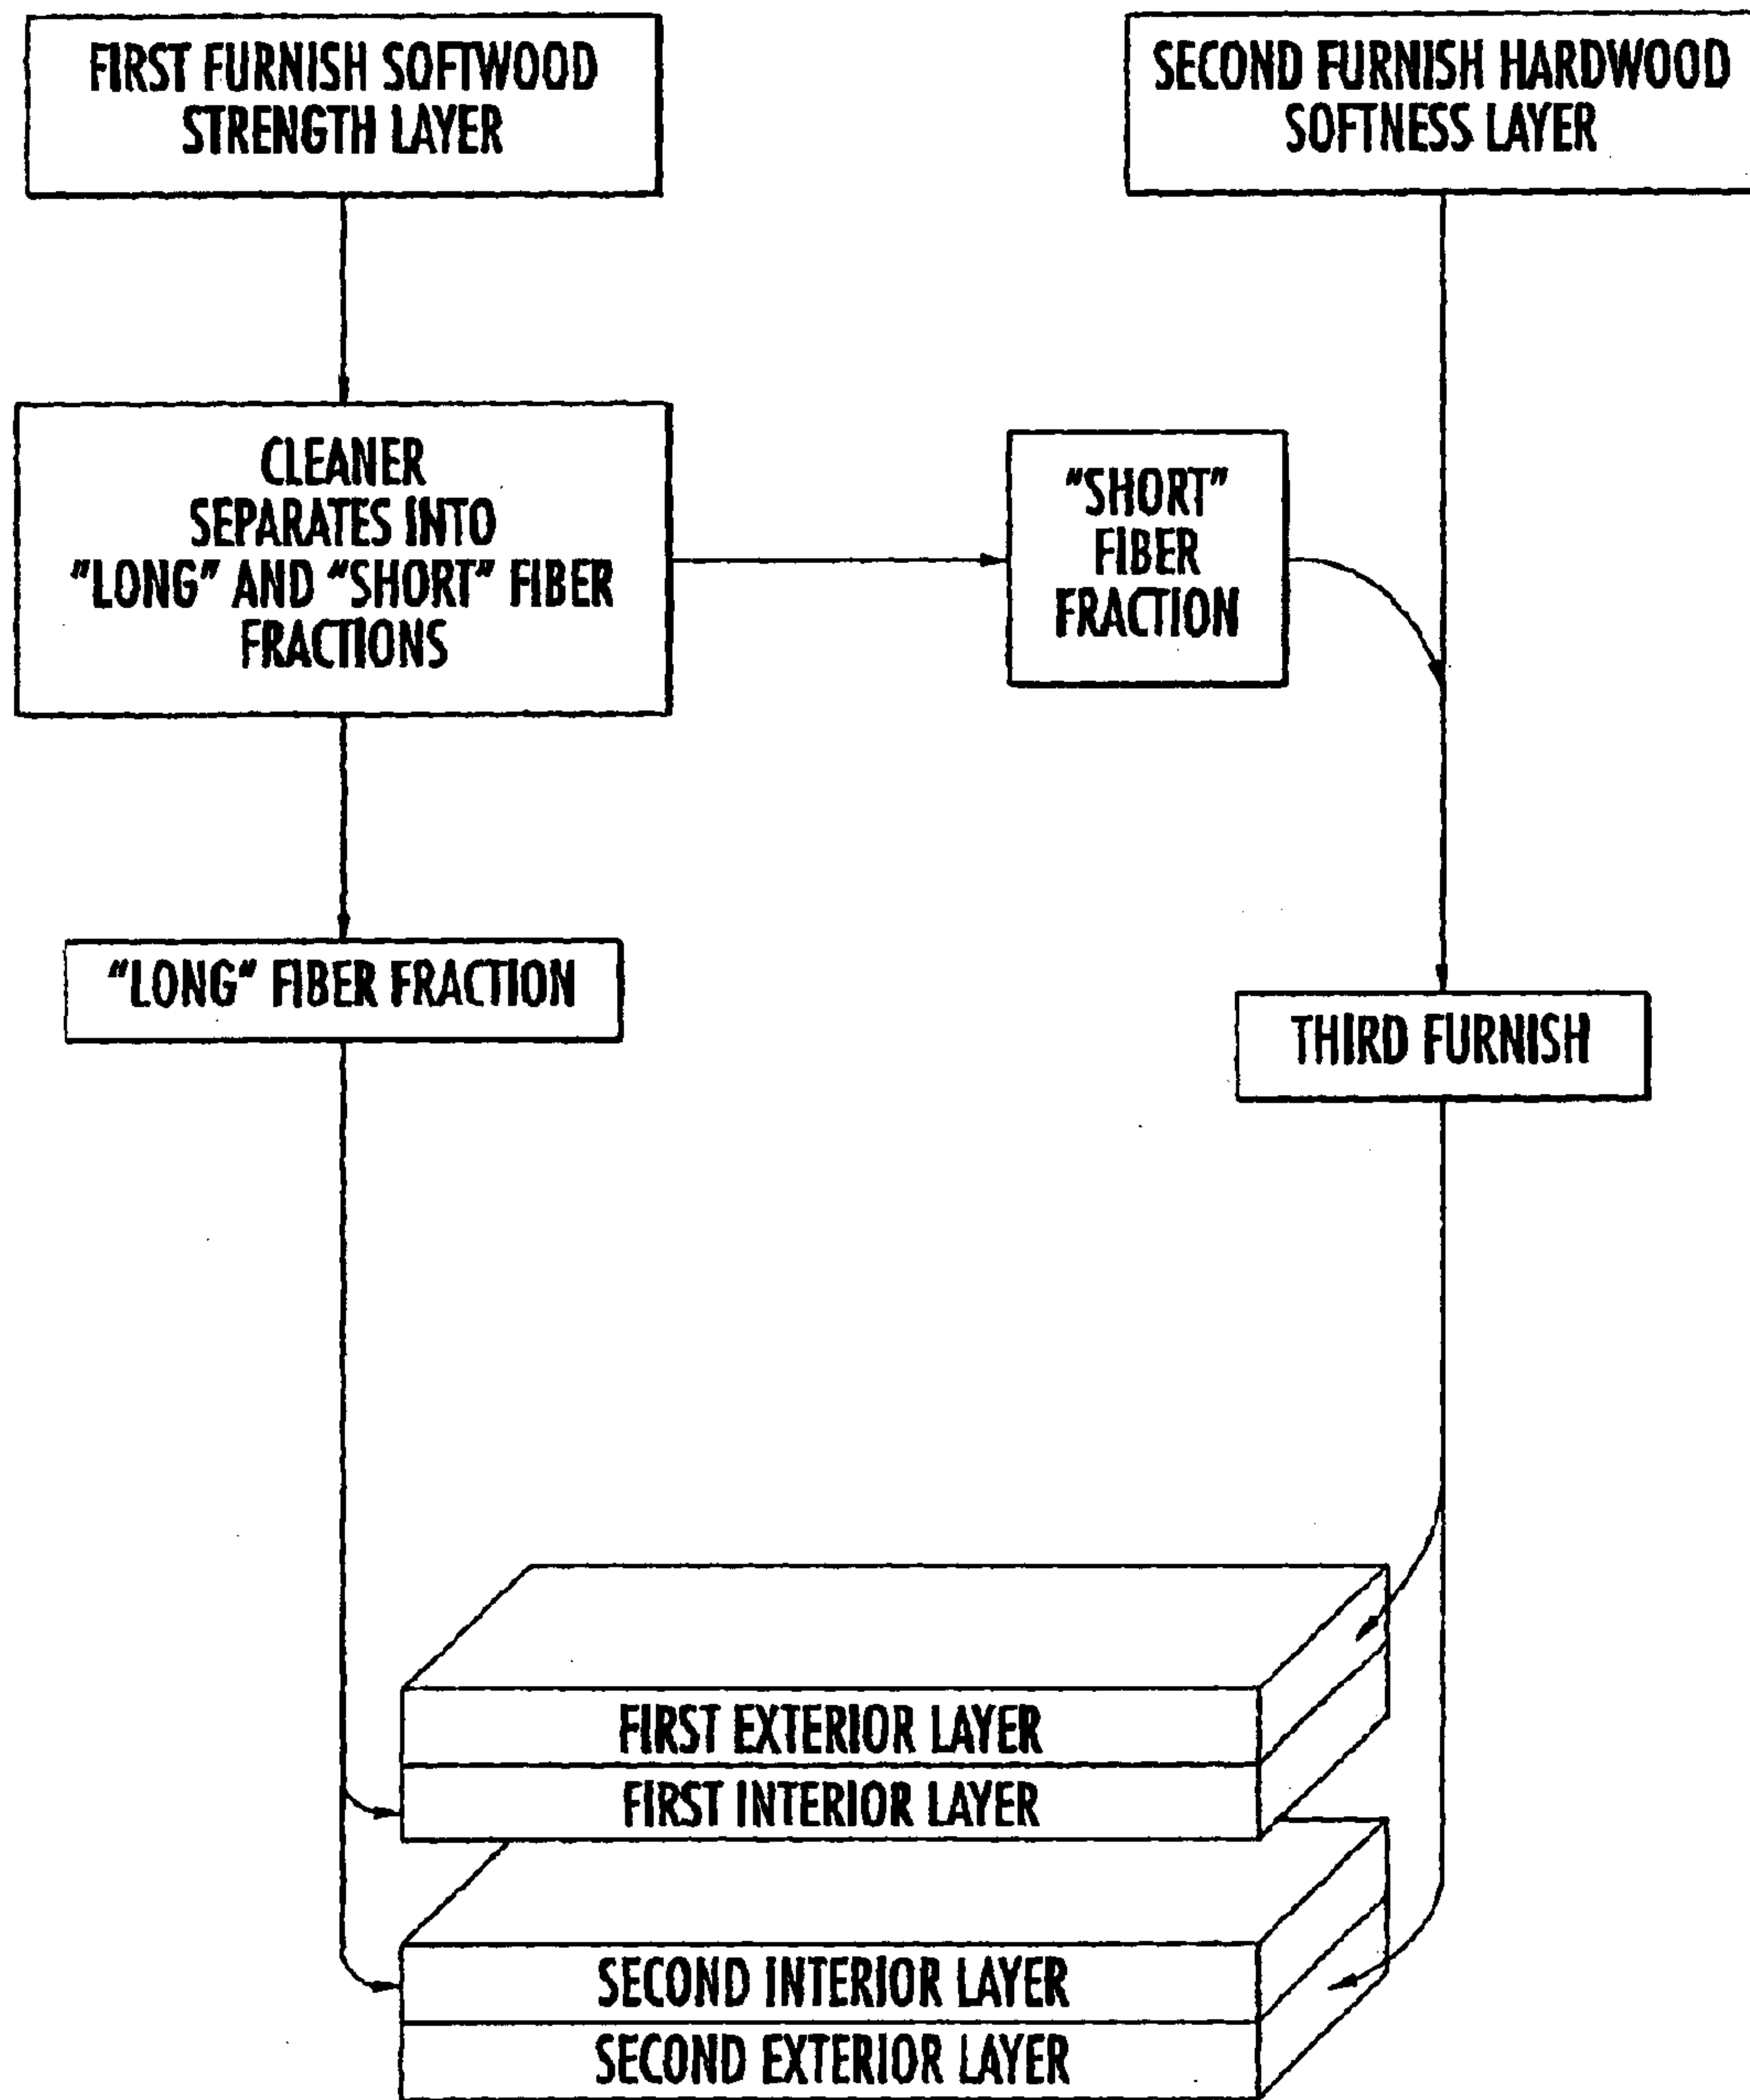 FIRST FURNISH SOFTWOOD
STRENGTH LAYER
SECOND FURNISH HARDWOOD
SOFTNESS LAYER
CLEANER
SEPARATES INTO
"LONG" AND "SHORT" FIBER
FRACTIONS
"SHORT"
FIBER
FRACTION
"LONG" FIBER FRACTION
THIRD FURNISH
FIRST EXTERIOR LAYER
FIRST INTERIOR LAYER
SECOND INTERIOR LAYER
SECOND EXTERIOR LAYER